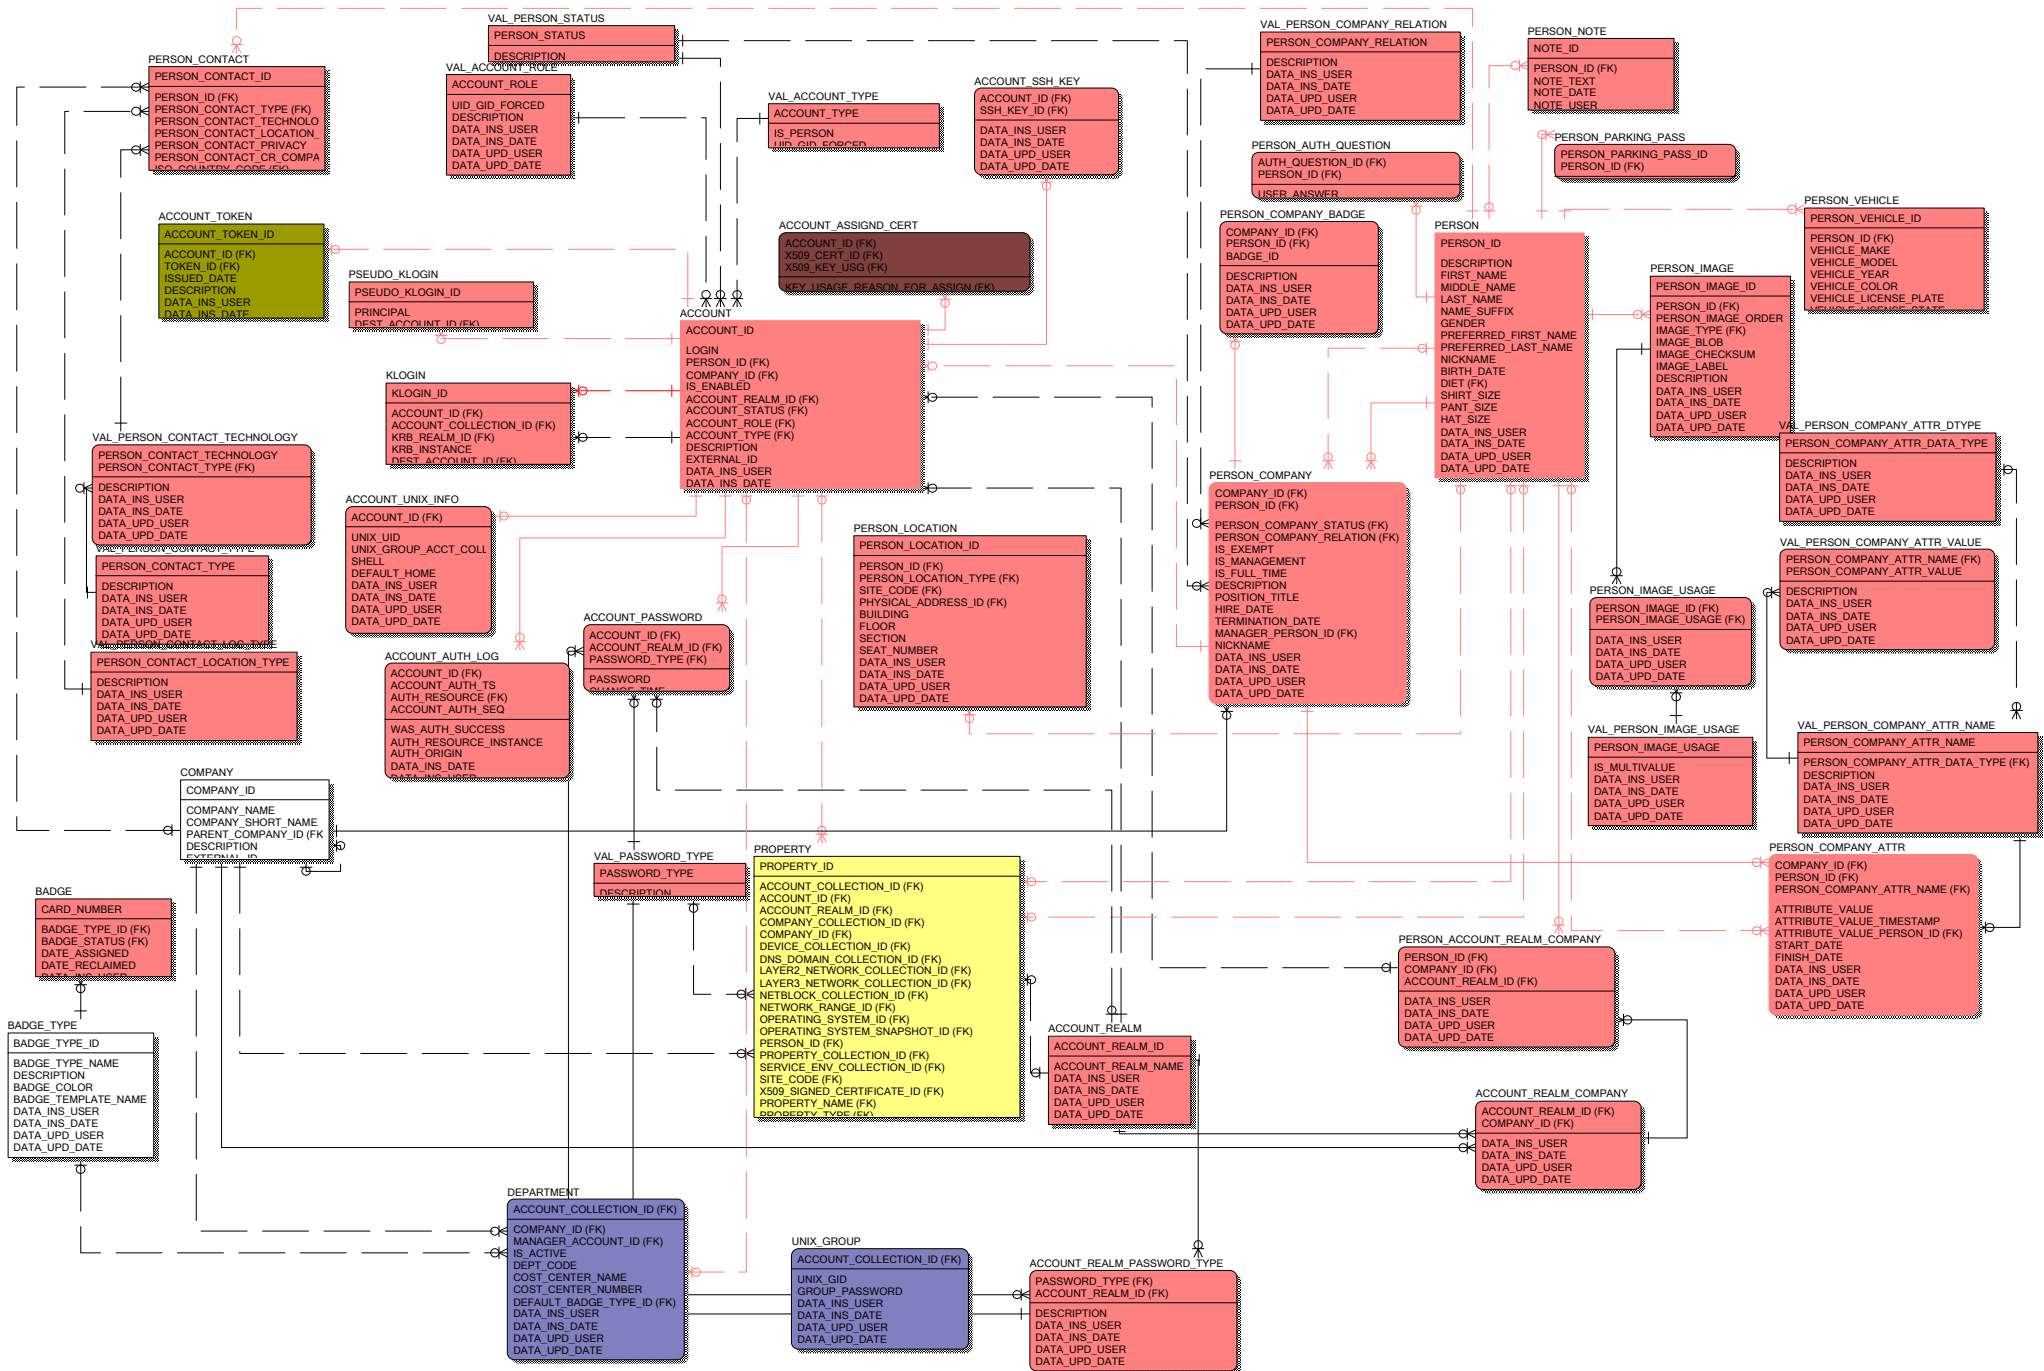 PERSON_CONTACT
PERSON_CONTACT_ID
PERSON_ID (FK)
PERSON_CONTACT_TYPE (FK)
PERSON_CONTACT_TECHNOLO
PERSON_CONTACT_LOCATION_
PERSON_CONTACT_PRIVACY
PERSON_CONTACT_CR_COMPA
ISO_COUNTRY_CODE (FK)
VAL_PERSON_STATUS
PERSON_STATUS
DESCRIPTION
VAL_ACCOUNT_ROLE
ACCOUNT_ROLE
UID_GID_FORCED
DESCRIPTION
DATA_INS_USER
DATA_INS_DATE
DATA_UPD_USER
DATA_UPD_DATE
VAL_ACCOUNT_TYPE
ACCOUNT_TYPE
IS_PERSON
UID_GID_FORCED
ACCOUNT_SSH_KEY
ACCOUNT_ID (FK)
SSH_KEY_ID (FK)
DATA_INS_USER
DATA_INS_DATE
DATA_UPD_USER
DATA_UPD_DATE
VAL_PERSON_COMPANY_RELATION
PERSON_COMPANY_RELATION
DESCRIPTION
DATA_INS_USER
DATA_INS_DATE
DATA_UPD_USER
DATA_UPD_DATE
PERSON_NOTE
NOTE_ID
PERSON_ID (FK)
NOTE_TEXT
NOTE_DATE
NOTE_USER
PERSON_PARKING_PASS
PERSON_PARKING_PASS_ID
PERSON_ID (FK)
PERSON_AUTH_QUESTION
AUTH_QUESTION_ID (FK)
PERSON_ID (FK)
USER_ANSWER
PERSON_VEHICLE
PERSON_VEHICLE_ID
PERSON_ID (FK)
VEHICLE_MAKE
VEHICLE_MODEL
VEHICLE_YEAR
VEHICLE_COLOR
VEHICLE_LICENSE_PLATE
VEHICLE_LICENSE_STATE
ACCOUNT_TOKEN
ACCOUNT_TOKEN_ID
ACCOUNT_ID (FK)
TOKEN_ID (FK)
ISSUED_DATE
DESCRIPTION
DATA_INS_USER
DATA_INS_DATE
ACCOUNT_ASSIGND_CERT
ACCOUNT_ID (FK)
X509_CERT_ID (FK)
X509_KEY_USG (FK)
KEY_USAGE_REASON_FOR_ASSIGN (FK)
PERSON_COMPANY_BADGE
COMPANY_ID (FK)
PERSON_ID (FK)
BADGE_ID
DESCRIPTION
DATA_INS_USER
DATA_INS_DATE
DATA_UPD_USER
DATA_UPD_DATE
PERSON
PERSON_ID
DESCRIPTION
FIRST_NAME
MIDDLE_NAME
LAST_NAME
NAME_SUFFIX
GENDER
PREFERRED_FIRST_NAME
PREFERRED_LAST_NAME
NICKNAME
BIRTH_DATE
DIET (FK)
SHIRT_SIZE
PANT_SIZE
HAT_SIZE
DATA_INS_USER
DATA_INS_DATE
DATA_UPD_USER
DATA_UPD_DATE
PERSON_IMAGE
PERSON_IMAGE_ID
PERSON_ID (FK)
PERSON_IMAGE_ORDER
IMAGE_TYPE (FK)
IMAGE_BLOB
IMAGE_CHECKSUM
IMAGE_LABEL
DESCRIPTION
DATA_INS_USER
DATA_INS_DATE
DATA_UPD_USER
DATA_UPD_DATE
PSEUDO_KLOGIN
PSEUDO_KLOGIN_ID
PRINCIPAL
DEST_ACCOUNT_ID (FK)
ACCOUNT
ACCOUNT_ID
LOGIN
PERSON_ID (FK)
COMPANY_ID (FK)
IS_ENABLED
ACCOUNT_REALM_ID (FK)
ACCOUNT_STATUS (FK)
ACCOUNT_ROLE (FK)
ACCOUNT_TYPE (FK)
DESCRIPTION
EXTERNAL_ID
DATA_INS_USER
DATA_INS_DATE
KLOGIN
KLOGIN_ID
ACCOUNT_ID (FK)
ACCOUNT_COLLECTION_ID (FK)
KRB_REALM_ID (FK)
KRB_INSTANCE
DEST_ACCOUNT_ID (FK)
VAL_PERSON_CONTACT_TECHNOLOGY
PERSON_CONTACT_TECHNOLOGY
PERSON_CONTACT_TYPE (FK)
DESCRIPTION
DATA_INS_USER
DATA_INS_DATE
DATA_UPD_USER
DATA_UPD_DATE
VAL_PERSON_CONTACT_TYPE
PERSON_CONTACT_TYPE
DESCRIPTION
DATA_INS_USER
DATA_INS_DATE
DATA_UPD_USER
DATA_UPD_DATE
VAL_PERSON_CONTACT_LOC_TYPE
PERSON_CONTACT_LOCATION_TYPE
DESCRIPTION
DATA_INS_USER
DATA_INS_DATE
DATA_UPD_USER
DATA_UPD_DATE
ACCOUNT_UNIX_INFO
ACCOUNT_ID (FK)
UNIX_UID
UNIX_GROUP_ACCT_COLL
SHELL
DEFAULT_HOME
DATA_INS_USER
DATA_INS_DATE
DATA_UPD_USER
DATA_UPD_DATE
ACCOUNT_AUTH_LOG
ACCOUNT_ID (FK)
ACCOUNT_AUTH_TS
AUTH_RESOURCE (FK)
ACCOUNT_AUTH_SEQ
WAS_AUTH_SUCCESS
AUTH_RESOURCE_INSTANCE
AUTH_ORIGIN
DATA_INS_DATE
DATA_INS_USER
ACCOUNT_PASSWORD
ACCOUNT_ID (FK)
ACCOUNT_REALM_ID (FK)
PASSWORD_TYPE (FK)
PASSWORD
CHANGE_TIME
PERSON_LOCATION
PERSON_LOCATION_ID
PERSON_ID (FK)
PERSON_LOCATION_TYPE (FK)
SITE_CODE (FK)
PHYSICAL_ADDRESS_ID (FK)
BUILDING
FLOOR
SECTION
SEAT_NUMBER
DATA_INS_USER
DATA_INS_DATE
DATA_UPD_USER
DATA_UPD_DATE
PERSON_COMPANY
COMPANY_ID (FK)
PERSON_ID (FK)
PERSON_COMPANY_STATUS (FK)
PERSON_COMPANY_RELATION (FK)
IS_EXEMPT
IS_MANAGEMENT
IS_FULL_TIME
DESCRIPTION
POSITION_TITLE
HIRE_DATE
TERMINATION_DATE
MANAGER_PERSON_ID (FK)
NICKNAME
DATA_INS_USER
DATA_INS_DATE
DATA_UPD_USER
DATA_UPD_DATE
VAL_PERSON_COMPANY_ATTR_DTYPE
PERSON_COMPANY_ATTR_DATA_TYPE
DESCRIPTION
DATA_INS_USER
DATA_INS_DATE
DATA_UPD_USER
DATA_UPD_DATE
VAL_PERSON_COMPANY_ATTR_VALUE
PERSON_COMPANY_ATTR_NAME (FK)
PERSON_COMPANY_ATTR_VALUE
DESCRIPTION
DATA_INS_USER
DATA_INS_DATE
DATA_UPD_USER
DATA_UPD_DATE
PERSON_IMAGE_USAGE
PERSON_IMAGE_ID (FK)
PERSON_IMAGE_USAGE (FK)
DATA_INS_USER
DATA_INS_DATE
DATA_UPD_USER
DATA_UPD_DATE
VAL_PERSON_IMAGE_USAGE
PERSON_IMAGE_USAGE
IS_MULTIVALUE
DATA_INS_USER
DATA_INS_DATE
DATA_UPD_USER
DATA_UPD_DATE
VAL_PERSON_COMPANY_ATTR_NAME
PERSON_COMPANY_ATTR_NAME
PERSON_COMPANY_ATTR_DATA_TYPE (FK)
DESCRIPTION
DATA_INS_USER
DATA_INS_DATE
DATA_UPD_USER
DATA_UPD_DATE
COMPANY
COMPANY_ID
COMPANY_NAME
COMPANY_SHORT_NAME
PARENT_COMPANY_ID (FK
DESCRIPTION
EXTERNAL_ID
BADGE
CARD_NUMBER
BADGE_TYPE_ID (FK)
BADGE_STATUS (FK)
DATE_ASSIGNED
DATE_RECLAIMED
DATA_INS_USER
BADGE_TYPE
BADGE_TYPE_ID
BADGE_TYPE_NAME
DESCRIPTION
BADGE_COLOR
BADGE_TEMPLATE_NAME
DATA_INS_USER
DATA_INS_DATE
DATA_UPD_USER
DATA_UPD_DATE
VAL_PASSWORD_TYPE
PASSWORD_TYPE
DESCRIPTION
PROPERTY
PROPERTY_ID
ACCOUNT_COLLECTION_ID (FK)
ACCOUNT_ID (FK)
ACCOUNT_REALM_ID (FK)
COMPANY_COLLECTION_ID (FK)
COMPANY_ID (FK)
DEVICE_COLLECTION_ID (FK)
DNS_DOMAIN_COLLECTION_ID (FK)
LAYER2_NETWORK_COLLECTION_ID (FK)
LAYER3_NETWORK_COLLECTION_ID (FK)
NETBLOCK_COLLECTION_ID (FK)
NETWORK_RANGE_ID (FK)
OPERATING_SYSTEM_ID (FK)
OPERATING_SYSTEM_SNAPSHOT_ID (FK)
PERSON_ID (FK)
PROPERTY_COLLECTION_ID (FK)
SERVICE_ENV_COLLECTION_ID (FK)
SITE_CODE (FK)
X509_SIGNED_CERTIFICATE_ID (FK)
PROPERTY_NAME (FK)
PROPERTY_TYPE (FK)
ACCOUNT_REALM
ACCOUNT_REALM_ID
ACCOUNT_REALM_NAME
DATA_INS_USER
DATA_INS_DATE
DATA_UPD_USER
DATA_UPD_DATE
PERSON_ACCOUNT_REALM_COMPANY
PERSON_ID (FK)
COMPANY_ID (FK)
ACCOUNT_REALM_ID (FK)
DATA_INS_USER
DATA_INS_DATE
DATA_UPD_USER
DATA_UPD_DATE
PERSON_COMPANY_ATTR
COMPANY_ID (FK)
PERSON_ID (FK)
PERSON_COMPANY_ATTR_NAME (FK)
ATTRIBUTE_VALUE
ATTRIBUTE_VALUE_TIMESTAMP
ATTRIBUTE_VALUE_PERSON_ID (FK)
START_DATE
FINISH_DATE
DATA_INS_USER
DATA_INS_DATE
DATA_UPD_USER
DATA_UPD_DATE
ACCOUNT_REALM_COMPANY
ACCOUNT_REALM_ID (FK)
COMPANY_ID (FK)
DATA_INS_USER
DATA_INS_DATE
DATA_UPD_USER
DATA_UPD_DATE
DEPARTMENT
ACCOUNT_COLLECTION_ID (FK)
COMPANY_ID (FK)
MANAGER_ACCOUNT_ID (FK)
IS_ACTIVE
DEPT_CODE
COST_CENTER_NAME
COST_CENTER_NUMBER
DEFAULT_BADGE_TYPE_ID (FK)
DATA_INS_USER
DATA_INS_DATE
DATA_UPD_USER
DATA_UPD_DATE
UNIX_GROUP
ACCOUNT_COLLECTION_ID (FK)
UNIX_GID
GROUP_PASSWORD
DATA_INS_USER
DATA_INS_DATE
DATA_UPD_USER
DATA_UPD_DATE
ACCOUNT_REALM_PASSWORD_TYPE
PASSWORD_TYPE (FK)
ACCOUNT_REALM_ID (FK)
DESCRIPTION
DATA_INS_USER
DATA_INS_DATE
DATA_UPD_USER
DATA_UPD_DATE